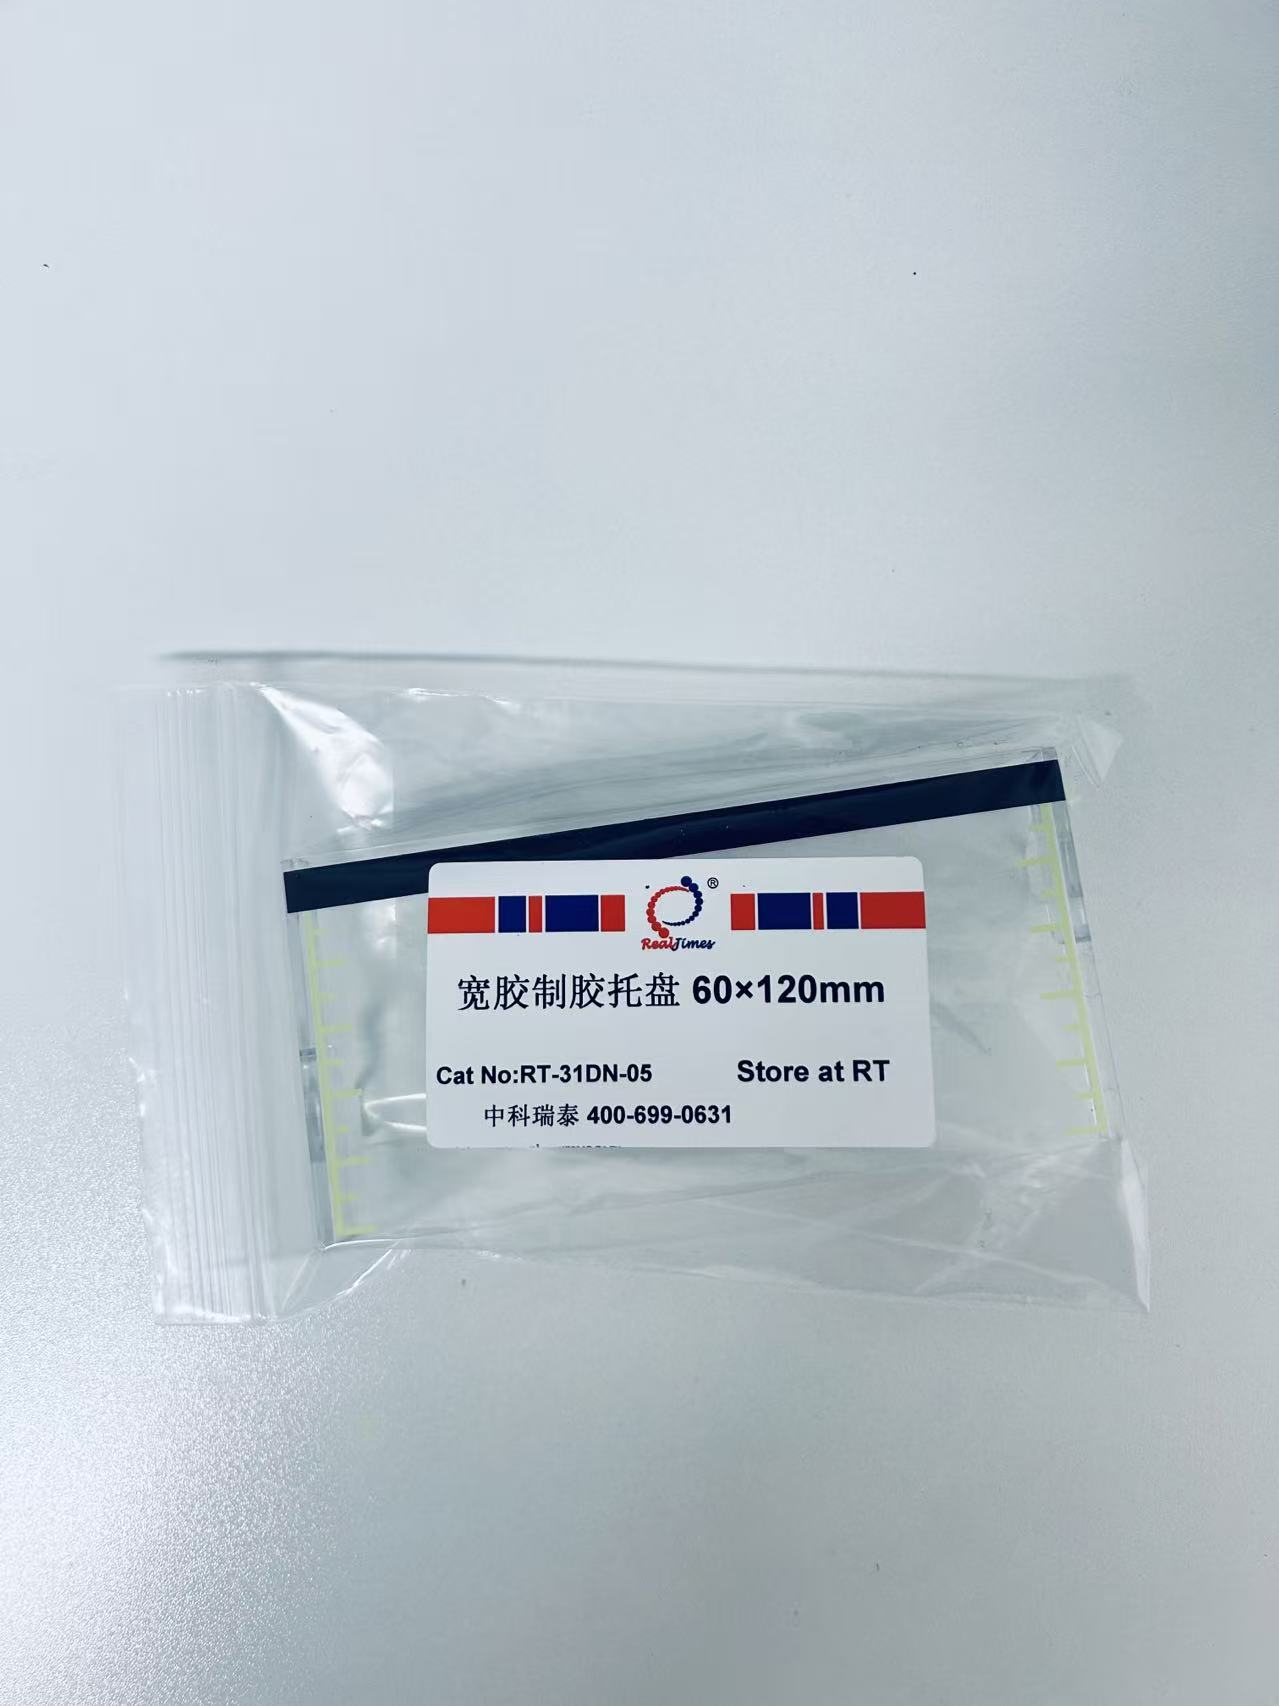 ®
RealTimes
宽胶制胶托盘 60×120mm
Cat No:RT-31DN-05 Store at RT
中科瑞泰 400-699-0631